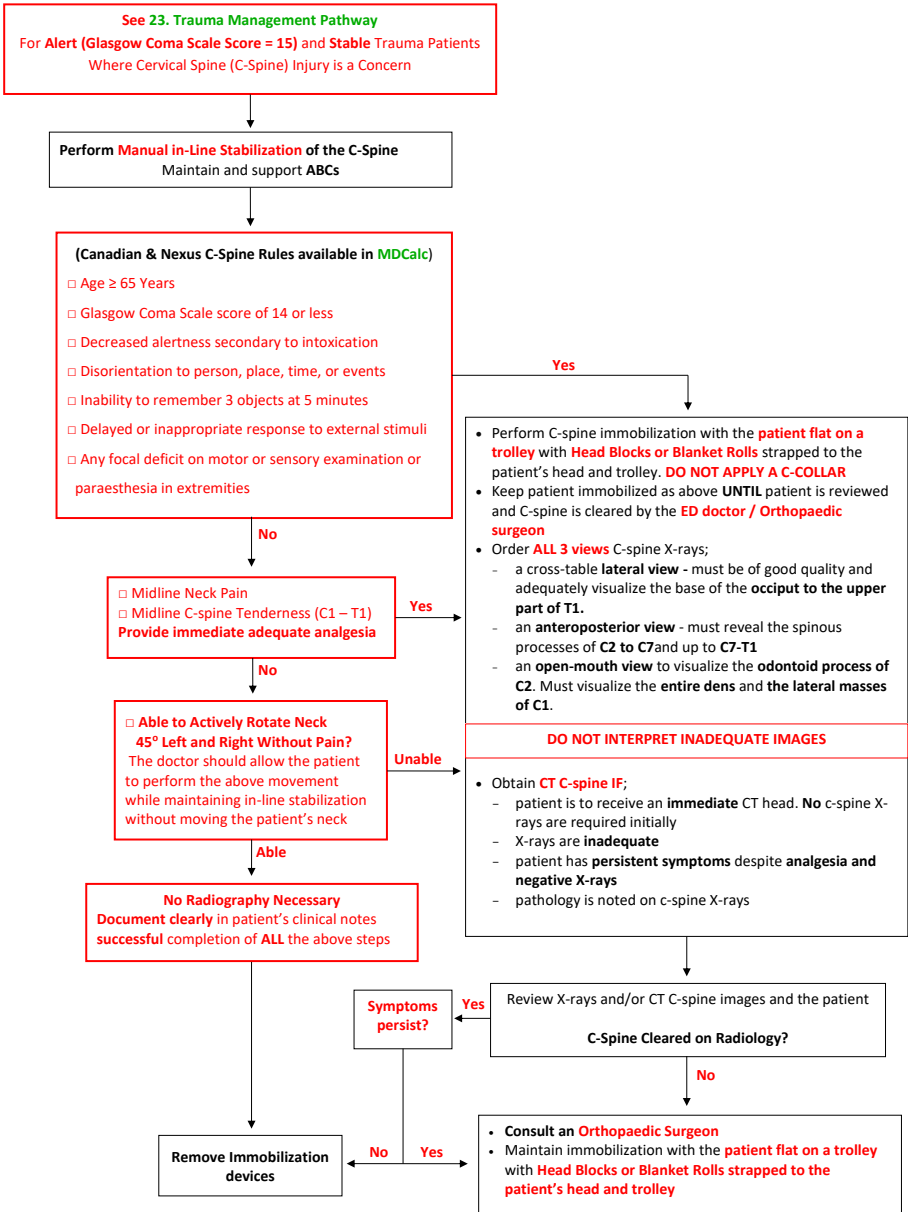 See 23. Trauma Management Pathway
For Alert (Glasgow Coma Scale Score = 15) and Stable Trauma Patients
Where Cervical Spine (C-Spine) Injury is a Concern
Perform Manual in-Line Stabilization of the C-Spine
Maintain and support ABCs
(Canadian & Nexus C-Spine Rules available in MDCalc)
□ Age ≥ 65 Years
□ Glasgow Coma Scale score of 14 or less
□ Decreased alertness secondary to intoxication
□ Disorientation to person, place, time, or events
□ Inability to remember 3 objects at 5 minutes
□ Delayed or inappropriate response to external stimuli
□ Any focal deficit on motor or sensory examination or
paraesthesia in extremities
Yes
No
□ Midline Neck Pain
□ Midline C-spine Tenderness (C1 – T1)
Provide immediate adequate analgesia
Yes
No
□ Able to Actively Rotate Neck
45° Left and Right Without Pain?
The doctor should allow the patient
to perform the above movement
while maintaining in-line stabilization
without moving the patient's neck
Unable
Able
No Radiography Necessary
Document clearly in patient's clinical notes
successful completion of ALL the above steps
• Perform C-spine immobilization with the patient flat on a
trolley with Head Blocks or Blanket Rolls strapped to the
patient's head and trolley. DO NOT APPLY A C-COLLAR
• Keep patient immobilized as above UNTIL patient is reviewed
and C-spine is cleared by the ED doctor / Orthopaedic
surgeon
• Order ALL 3 views C-spine X-rays;
- a cross-table lateral view - must be of good quality and
adequately visualize the base of the occiput to the upper
part of T1.
- an anteroposterior view - must reveal the spinous
processes of C2 to C7and up to C7-T1
- an open-mouth view to visualize the odontoid process of
C2. Must visualize the entire dens and the lateral masses
of C1.
DO NOT INTERPRET INADEQUATE IMAGES
• Obtain CT C-spine IF;
- patient is to receive an immediate CT head. No c-spine X-
rays are required initially
- X-rays are inadequate
- patient has persistent symptoms despite analgesia and
negative X-rays
- pathology is noted on c-spine X-rays
Review X-rays and/or CT C-spine images and the patient
C-Spine Cleared on Radiology?
Yes
Symptoms
persist?
No
No
Yes
Remove Immobilization
devices
• Consult an Orthopaedic Surgeon
• Maintain immobilization with the patient flat on a trolley
with Head Blocks or Blanket Rolls strapped to the
patient's head and trolley